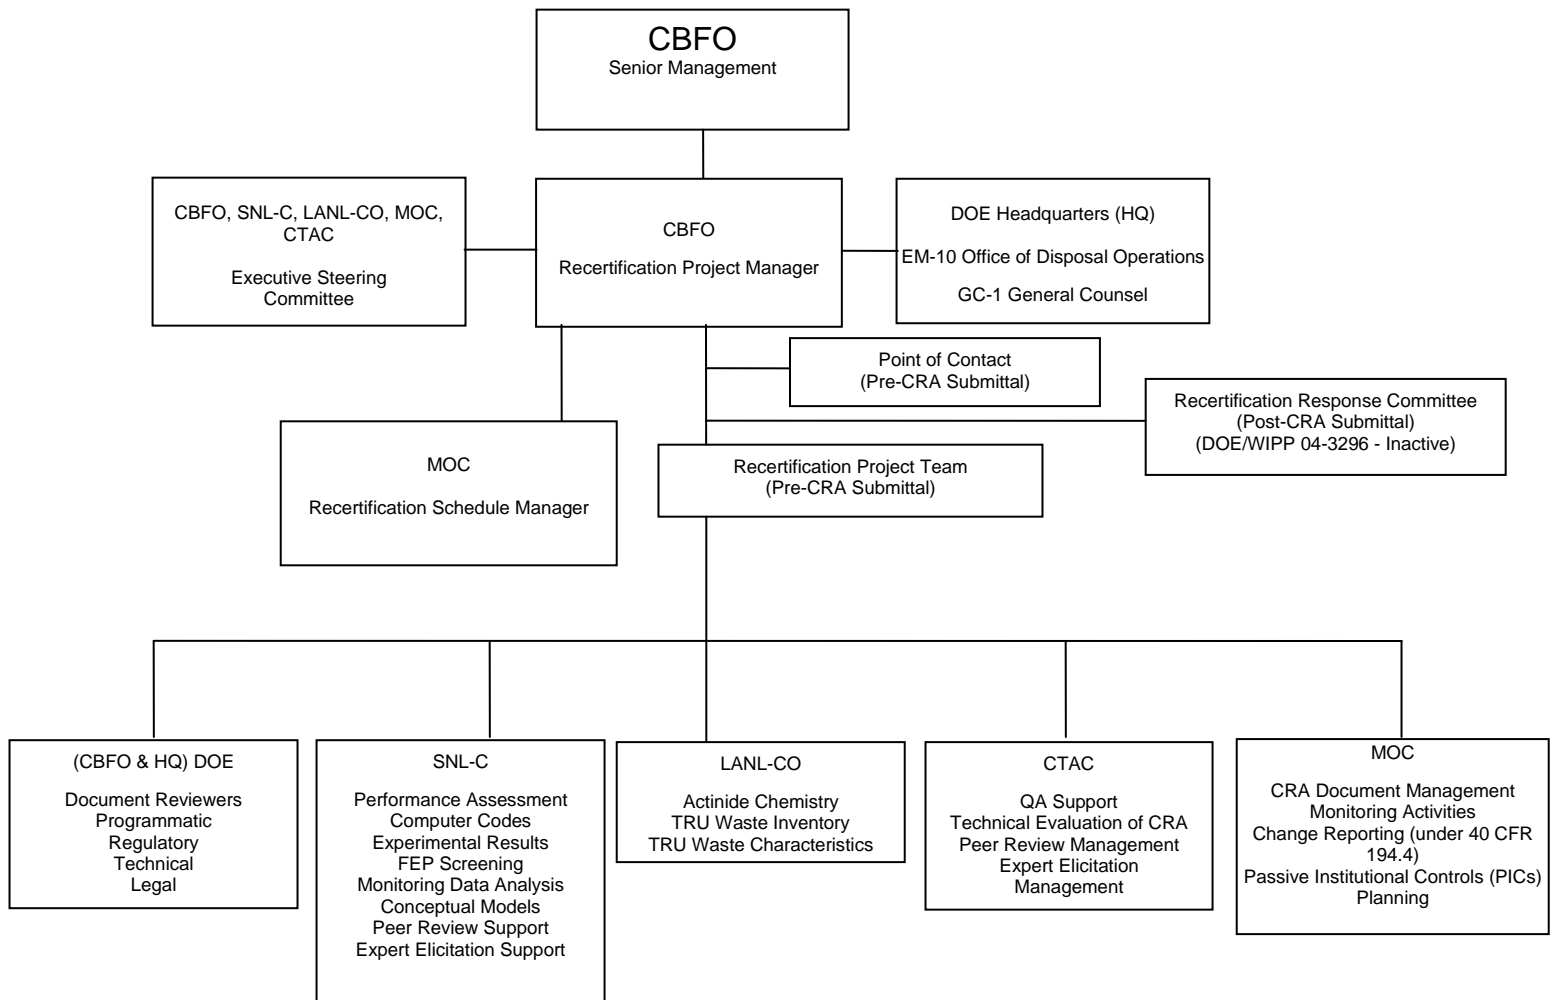 CBFO
Senior Management
CBFO, SNL-C, LANL-CO, MOC,
CTAC
Executive Steering
Committee
CBFO
Recertification Project Manager
DOE Headquarters (HQ)
EM-10 Office of Disposal Operations
GC-1 General Counsel
Point of Contact
(Pre-CRA Submittal)
Recertification Response Committee
(Post-CRA Submittal)
(DOE/WIPP 04-3296 - Inactive)
MOC
Recertification Schedule Manager
Recertification Project Team
(Pre-CRA Submittal)
(CBFO & HQ) DOE
Document Reviewers
Programmatic
Regulatory
Technical
Legal
SNL-C
Performance Assessment
Computer Codes
Experimental Results
FEP Screening
Monitoring Data Analysis
Conceptual Models
Peer Review Support
Expert Elicitation Support
LANL-CO
Actinide Chemistry
TRU Waste Inventory
TRU Waste Characteristics
CTAC
QA Support
Technical Evaluation of CRA
Peer Review Management
Expert Elicitation
Management
MOC
CRA Document Management
Monitoring Activities
Change Reporting (under 40 CFR
194.4)
Passive Institutional Controls (PICs)
Planning